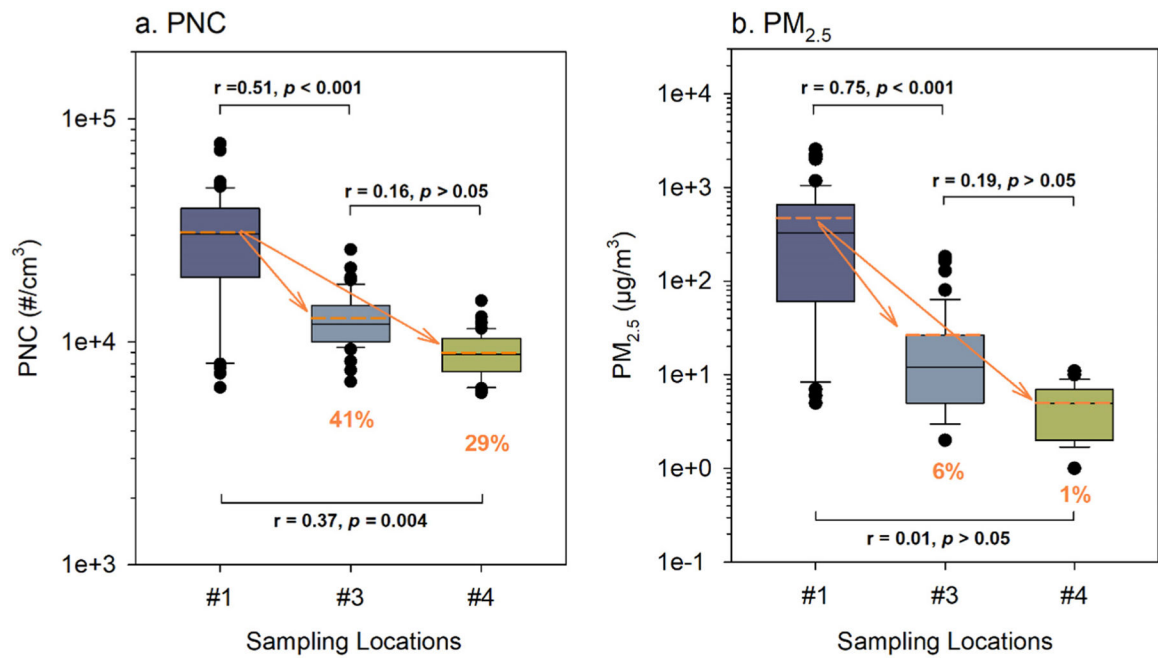 a. PNC
r =0.51, p < 0.001
1e+5
r = 0.16, p > 0.05
PNC (#/cm³)
1e+4
41%
29%
r = 0.37, p = 0.004
1e+3
#1 #3 #4
Sampling Locations
b. PM₂.₅
1e+4
r = 0.75, p < 0.001
1e+3
r = 0.19, p > 0.05
1e+2
PM₂.₅ (µg/m³)
1e+1
1e+0
6%
1%
r = 0.01, p > 0.05
1e-1
#1 #3 #4
Sampling Locations